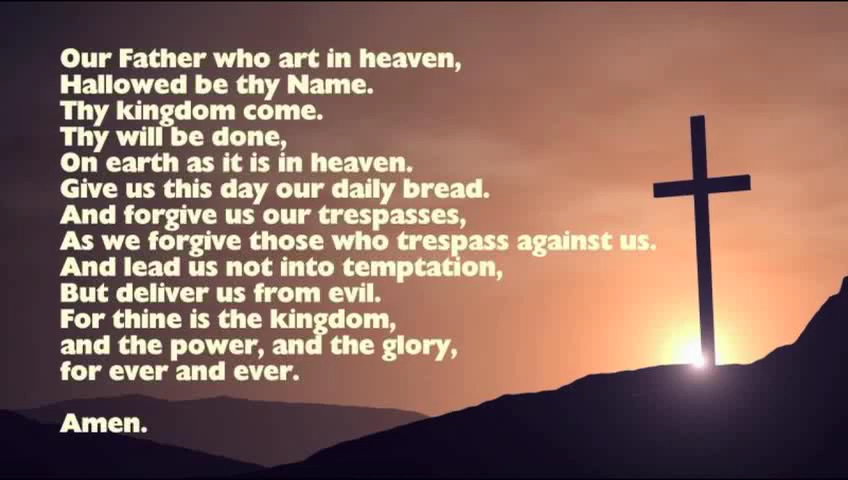 Our Father who art in heaven,
Hallowed be thy Name.
Thy kingdom come.
Thy will be done,
On earth as it is in heaven.
Give us this day our daily bread.
And forgive us our trespasses,
As we forgive those who trespass against us.
And lead us not into temptation,
But deliver us from evil.
For thine is the kingdom,
and the power, and the glory,
for ever and ever.
Amen.